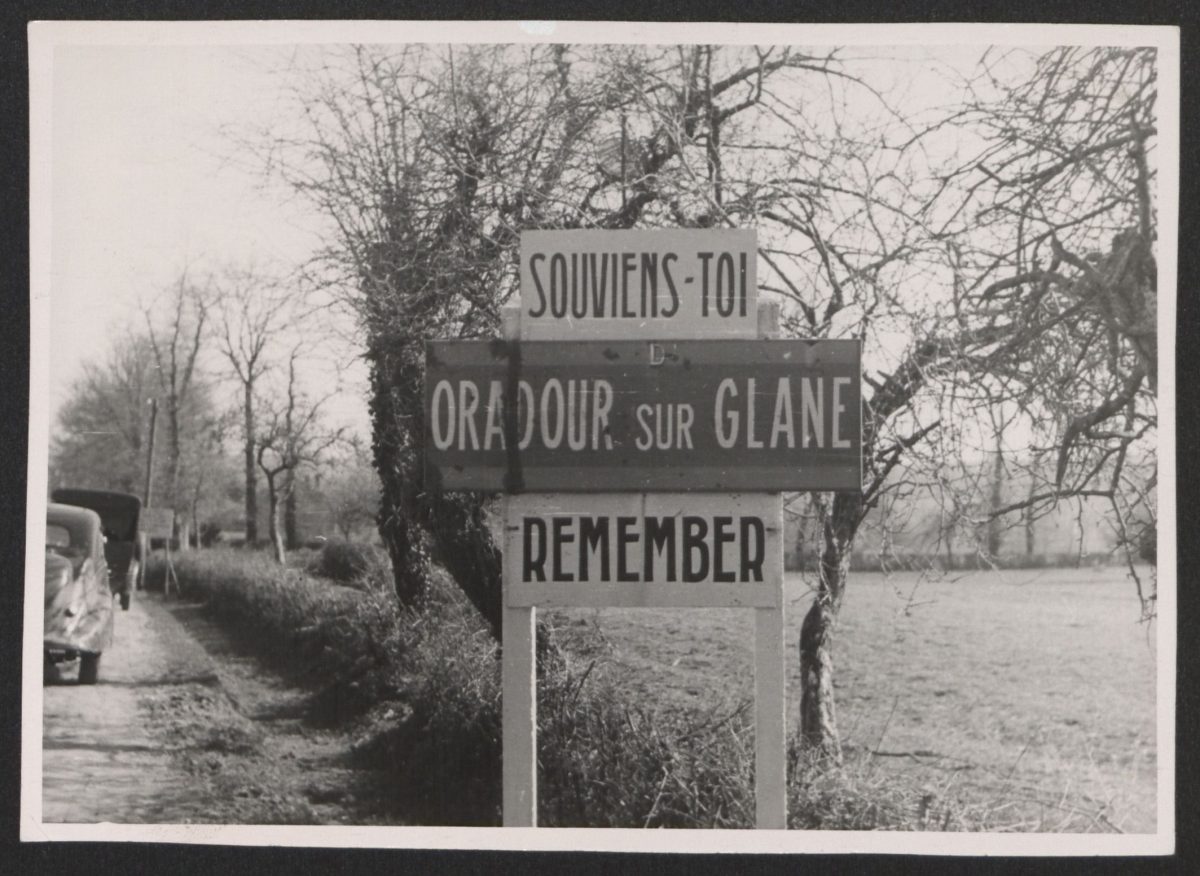 SOUVIENS-TOI
D'
ORADOUR SUR GLANE
REMEMBER